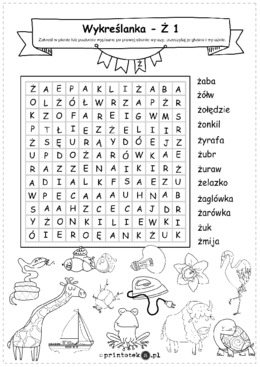 Wykreślanka - Ż 1
Ż A E P A K L I Ż A B A
O L Ż Ó Ł W R Z A P Ż R
K Z O F A R E I G W M S
P T Ł I E Z Z E L I I R
Ż S Ę U R A Y D Ó E J Z
U P D O Ż A R Ó W K A E
R A Z Z E N A I K I R Ż
A D I A L K F S A E Z U
W P E C A A A U H N A B
S A A H Z C E C A J D R
Ż Y Ż O N K I L I E W K I
Ó I E R O Ę A N K Ż U K
żaba
żółw
żołędzie
żonkil
żyrafa
żubr
żuraw
żelazko
żaglówka
żarówka
żuk
żmija
printoteka.pl